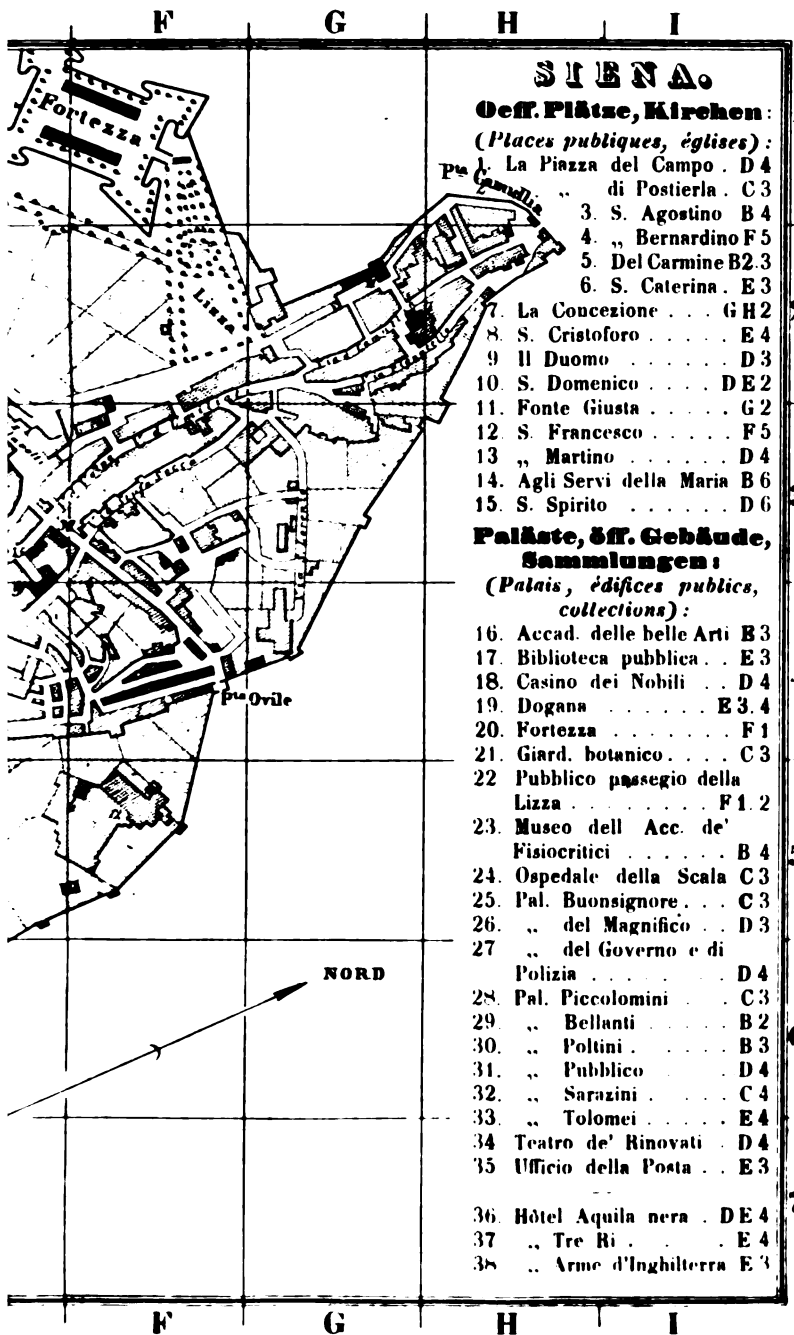 F G H I
SIENA.
Oeff. Plätze, Kirchen:
(Places publiques, églises):
1. La Piazza del Campo . D 4
„ di Postierla . C 3
3. S. Agostino B 4
4. „ Bernardino F 5
5. Del Carmine B 2. 3
6. S. Caterina . E 3
7. La Concezione . . . G H 2
8. S. Cristoforo . . . . . E 4
9 Il Duomo . . . . . . D 3
10. S. Domenico . . . . D E 2
11. Fonte Giusta . . . . . G 2
12 S. Francesco . . . . . . F 5
13 „ Martino . . . . . . D 4
14. Agli Servi della Maria B 6
15. S. Spirito . . . . . . D 6
Paläste, öff. Gebäude,
Sammlungen:
(Palais, édifices publics,
collections):
16. Accad. delle belle Arti E 3
17. Biblioteca pubblica . . E 3
18. Casino dei Nobili . . D 4
19. Dogana . . . . . . E 3. 4
20. Fortezza . . . . . . . F 1
21. Giard. botanico . . . . C 3
22 Pubblico passegio della
Lizza . . . . . . . . F 1. 2
23. Museo dell Acc. de'
Fisiocritici . . . . . . B 4
24. Ospedale della Scala C 3
25. Pal. Buonsignore . . . C 3
26. „ del Magnifico . . D 3
27 „ del Governo e di
Polizia . . . . . . . D 4
28. Pal. Piccolomini . . C 3
29. „ Bellanti . . . . . B 2
30. „ Poltini . . . . . . B 3
31. „ Pubblico . . . . D 4
32. „ Sarazini . . . . . C 4
33. „ Tolomei . . . . . E 4
34 Teatro de' Rinovati . D 4
35 Ufficio della Posta . . E 3
36. Hôtel Aquila nera . D E 4
37 „ Tre Ri . . . E 4
38 „ Arme d'Inghilterra E 3
Fortezza
Pta Camullia
Lizza
Pta Ovile
NORD
F G H I